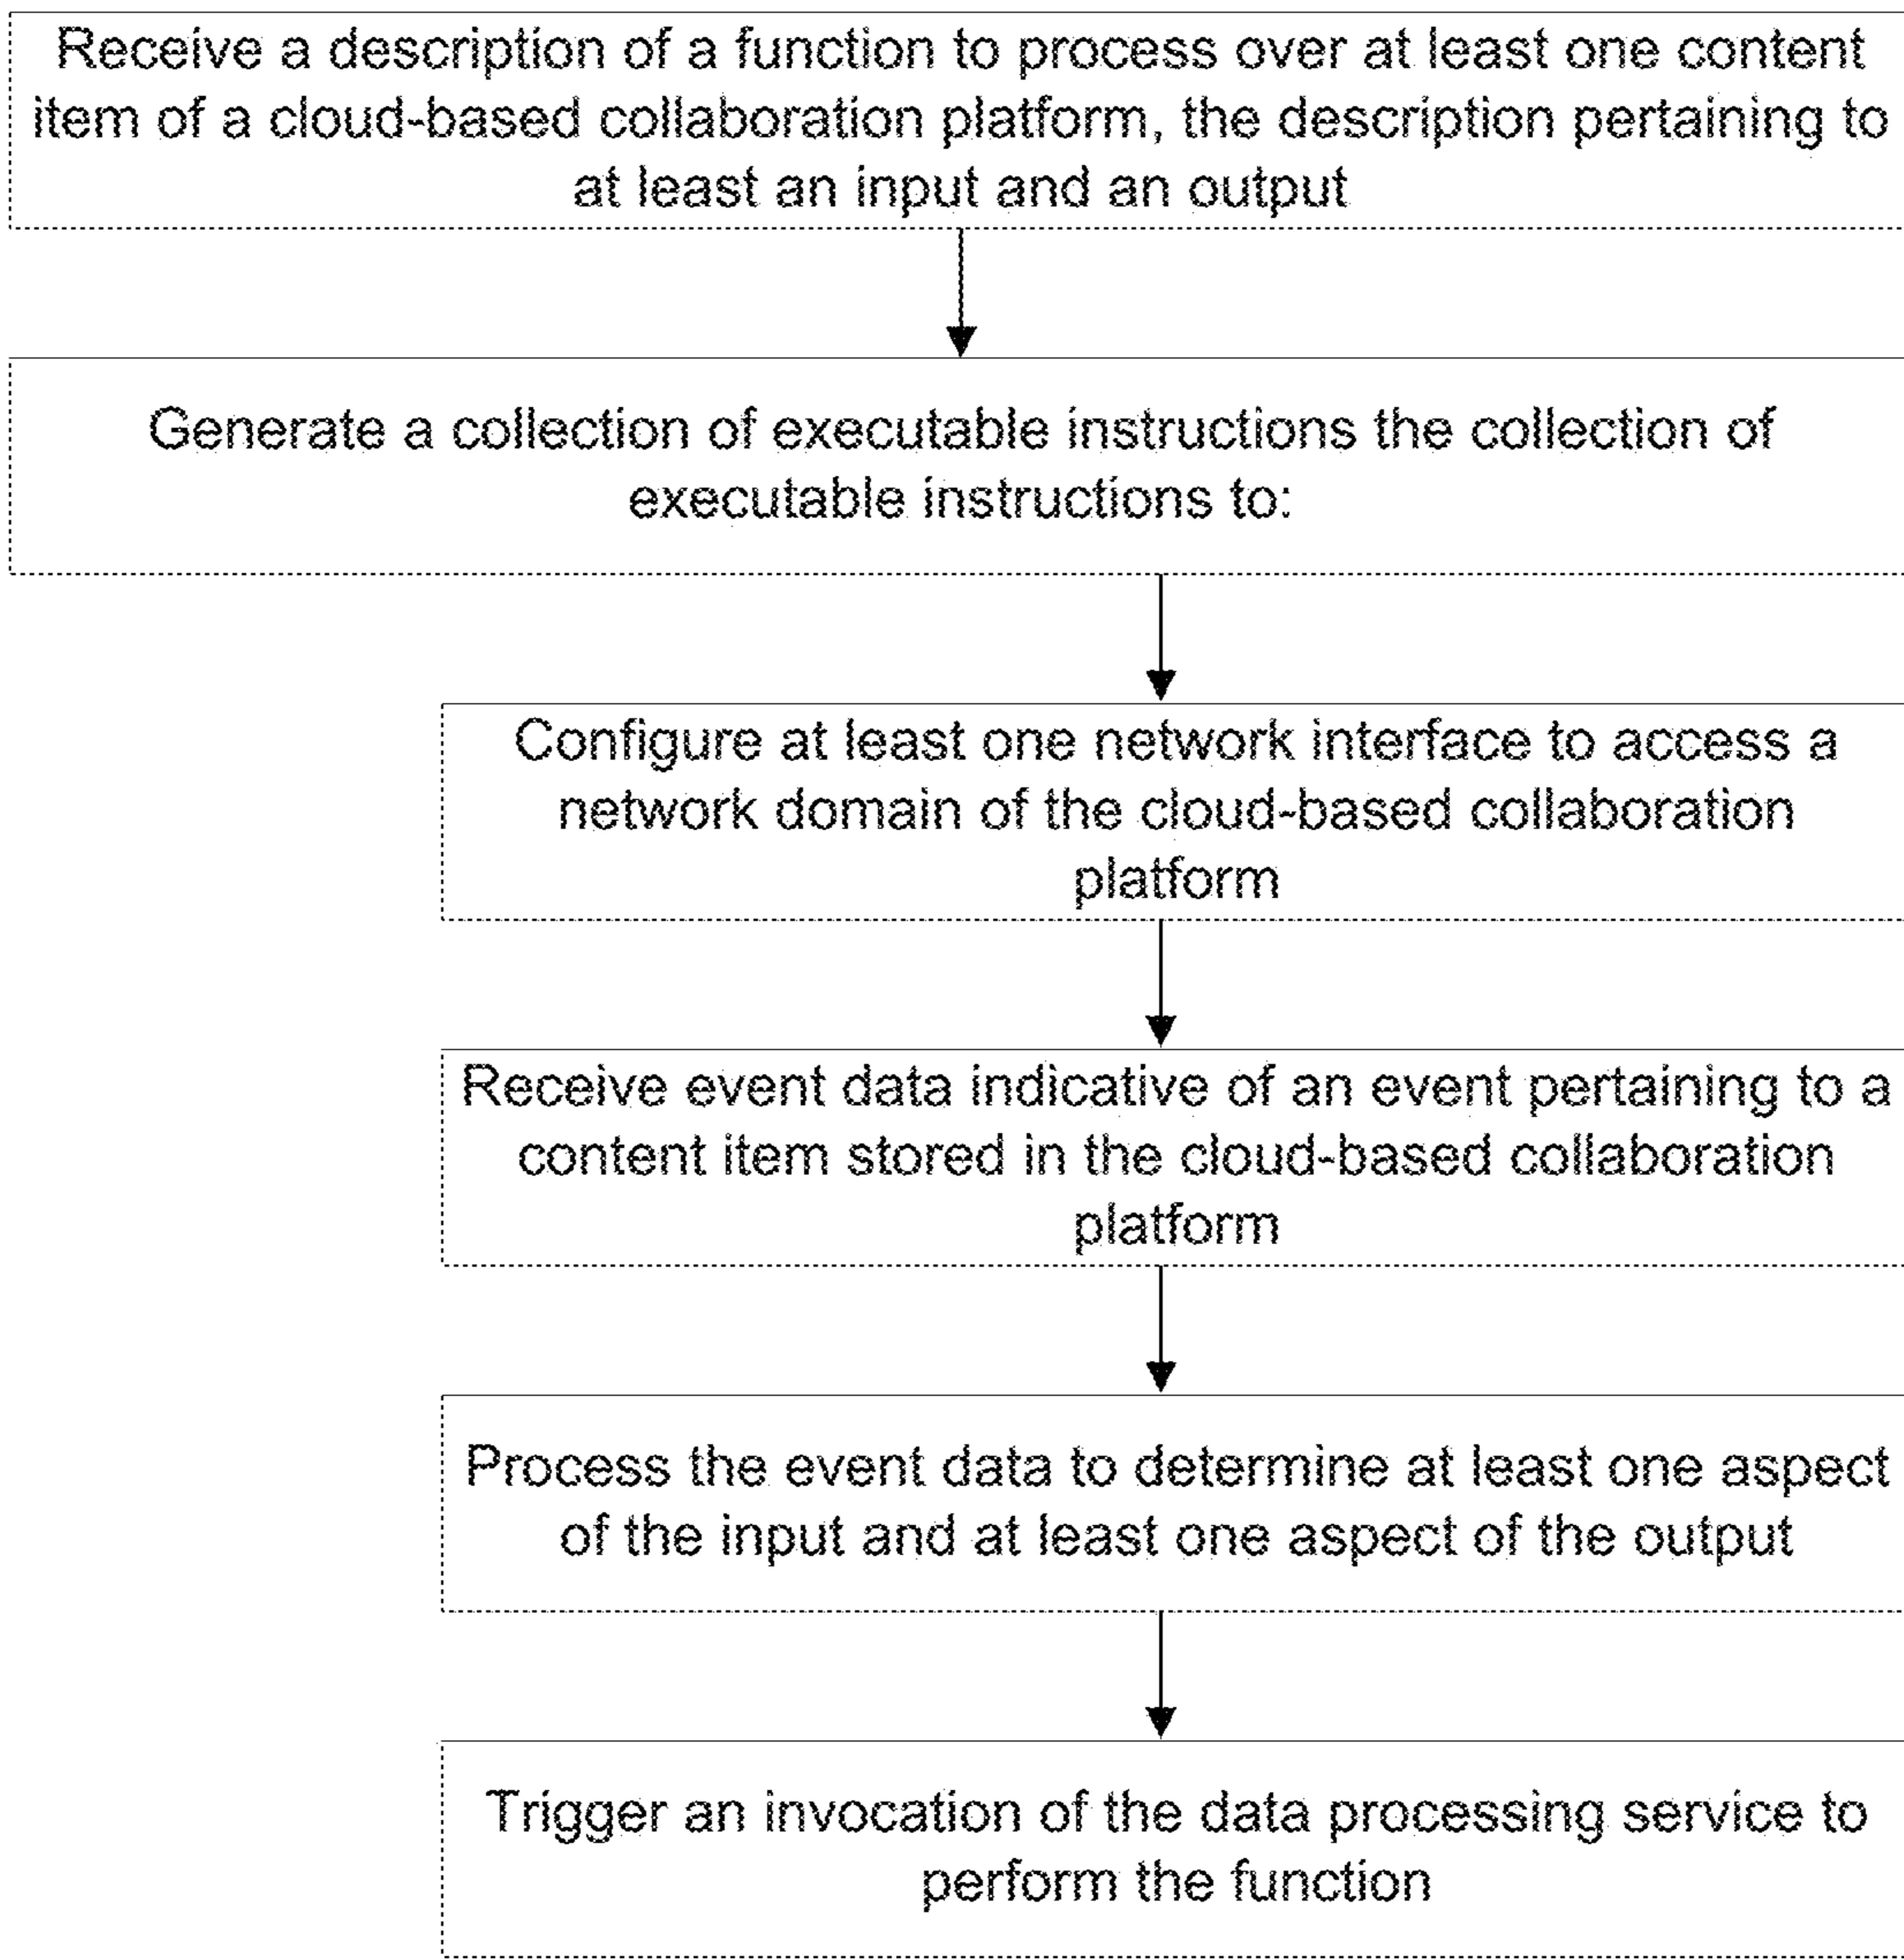 Receive a description of a function to process over at least one content
item of a cloud-based collaboration platform, the description pertaining to
at least an input and an output
Generate a collection of executable instructions the collection of
executable instructions to:
Configure at least one network interface to access a
network domain of the cloud-based collaboration
platform
Receive event data indicative of an event pertaining to a
content item stored in the cloud-based collaboration
platform
Process the event data to determine at least one aspect
of the input and at least one aspect of the output
Trigger an invocation of the data processing service to
perform the function